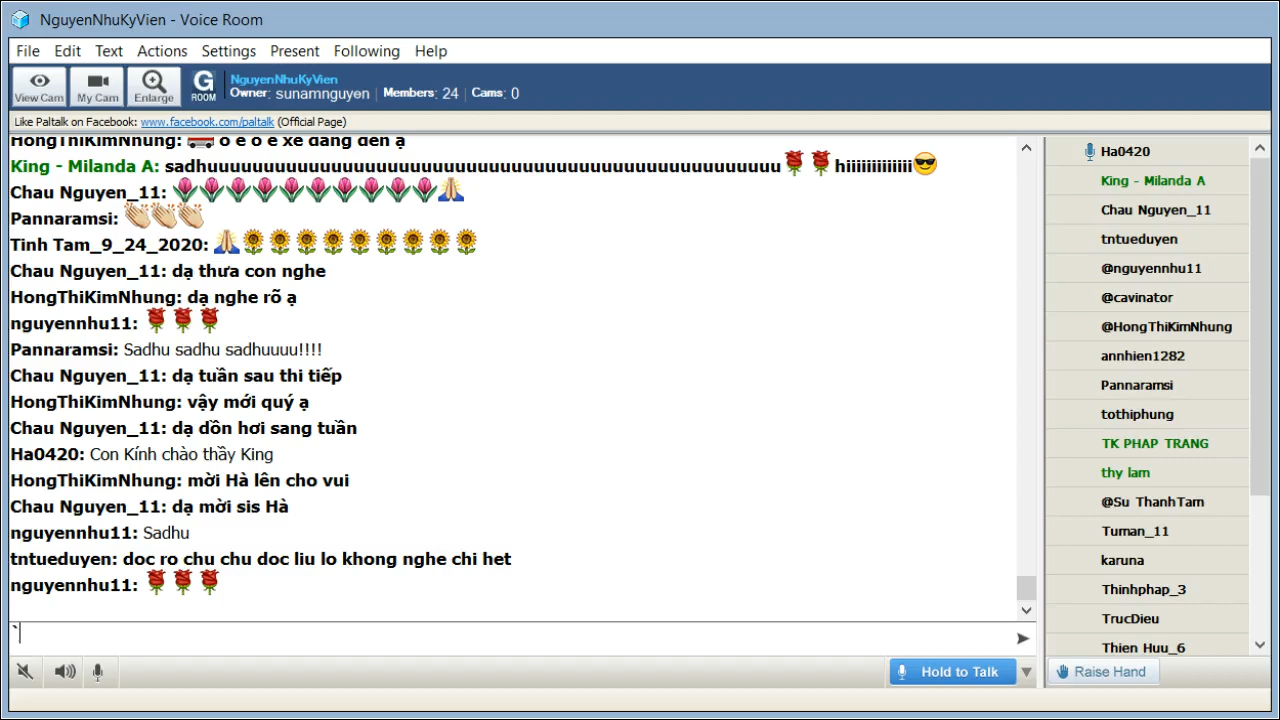 NguyenNhuKyVien - Voice Room
File Edit Text Actions Settings Present Following Help
View Cam My Cam Enlarge G ROOM
NguyenNhuKyVien
Owner: sunamnguyen Members: 24 Cams: 0
Like Paltalk on Facebook: www.facebook.com/paltalk (Official Page)
HongThiKimNhung: o e o e xe đang đến ạ
King - Milanda A: sadhuuuuuuuuuuuuuuuuuuuuuuuuuuuuuuuuuuuuuuuuuuuuuuuuuuu hiiiiiiiiiiiii
Chau Nguyen_11:
Pannaramsi:
Tinh Tam_9_24_2020:
Chau Nguyen_11: dạ thưa con nghe
HongThiKimNhung: dạ nghe rõ ạ
nguyennhu11:
Pannaramsi: Sadhu sadhu sadhuuuu!!!!
Chau Nguyen_11: dạ tuần sau thi tiếp
HongThiKimNhung: vậy mới quý ạ
Chau Nguyen_11: dạ dồn hơi sang tuần
Ha0420: Con Kính chào thầy King
HongThiKimNhung: mời Hà lên cho vui
Chau Nguyen_11: dạ mời sis Hà
nguyennhu11: Sadhu
tntueduyen: doc ro chu chu doc liu lo khong nghe chi het
nguyennhu11:
`
Hold to Talk
Ha0420
King - Milanda A
Chau Nguyen_11
tntueduyen
@nguyennhu11
@cavinator
@HongThiKimNhung
annhien1282
Pannaramsi
tothiphung
TK PHAP TRANG
thy lam
@Su ThanhTam
Tuman_11
karuna
Thinhphap_3
TrucDieu
Thien Huu_6
Raise Hand